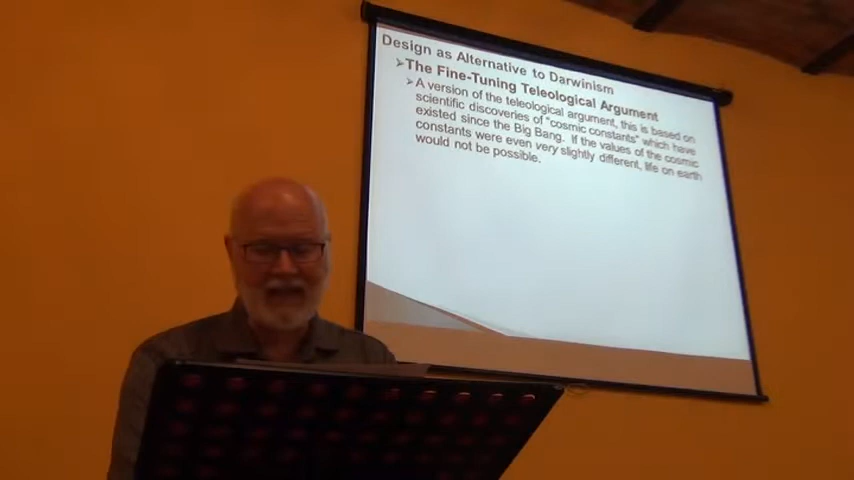 Design as Alternative to Darwinism
The Fine-Tuning Teleological Argument
A version of the teleological argument, this is based on
scientific discoveries of "cosmic constants" which have
existed since the Big Bang. If the values of the cosmic
constants were even very slightly different, life on earth
would not be possible.